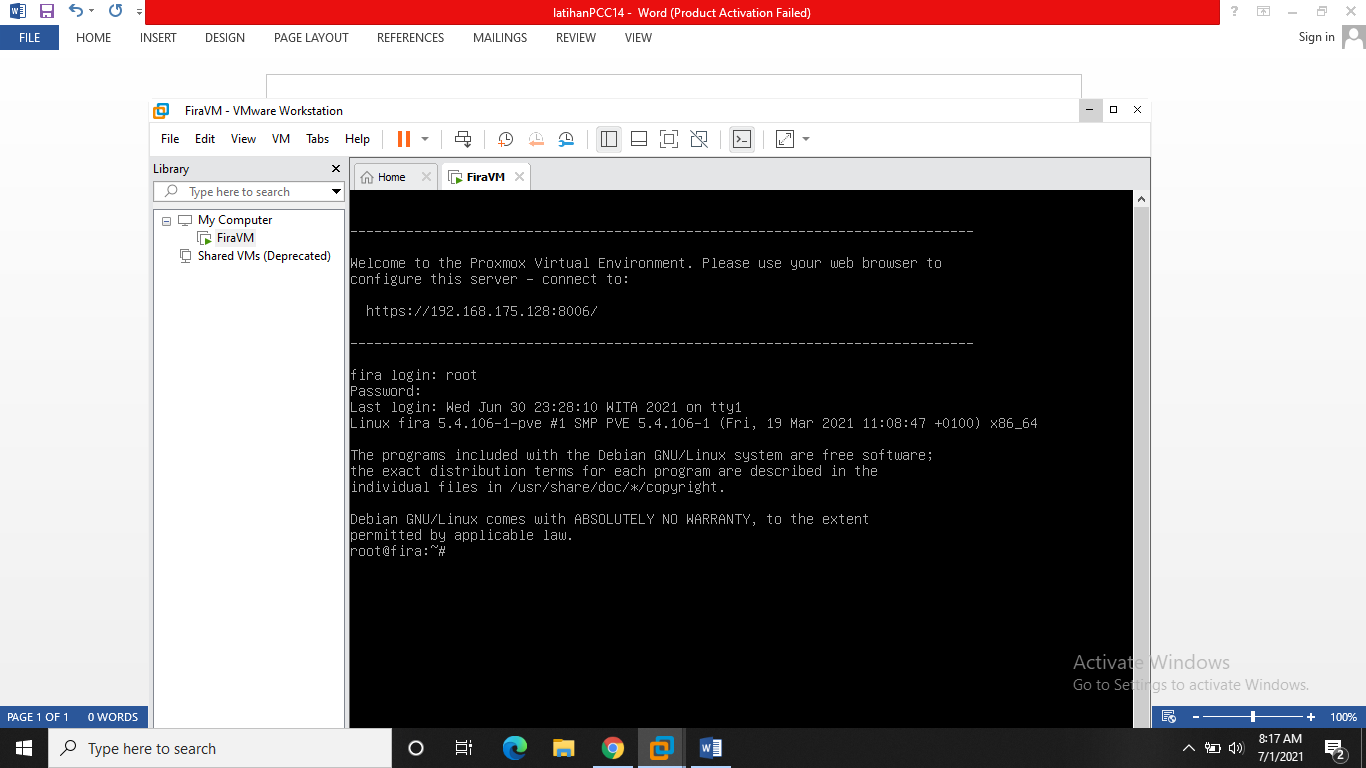 latihanPCC14 - Word (Product Activation Failed)
FILE HOME INSERT DESIGN PAGE LAYOUT REFERENCES MAILINGS REVIEW VIEW Sign in
FiraVM - VMware Workstation
File Edit View VM Tabs Help
Library
Type here to search
My Computer
FiraVM
Shared VMs (Deprecated)
Home FiraVM
--------------------------------------------------------------------------------
Welcome to the Proxmox Virtual Environment. Please use your web browser to
configure this server - connect to:
https://192.168.175.128:8006/
--------------------------------------------------------------------------------
fira login: root
Password:
Last login: Wed Jun 30 23:28:10 WITA 2021 on tty1
Linux fira 5.4.106-1-pve #1 SMP PVE 5.4.106-1 (Fri, 19 Mar 2021 11:08:47 +0100) x86_64
The programs included with the Debian GNU/Linux system are free software;
the exact distribution terms for each program are described in the
individual files in /usr/share/doc/*/copyright.
Debian GNU/Linux comes with ABSOLUTELY NO WARRANTY, to the extent
permitted by applicable law.
root@fira:~#
Activate Windows
Go to Settings to activate Windows.
PAGE 1 OF 1 0 WORDS 100%
Type here to search
8:17 AM
7/1/2021
2